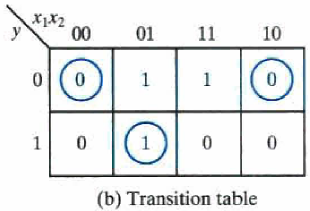 x₁x₂
y 00 01 11 10
0 0 1 1 0
1 0 1 0 0
(b) Transition table